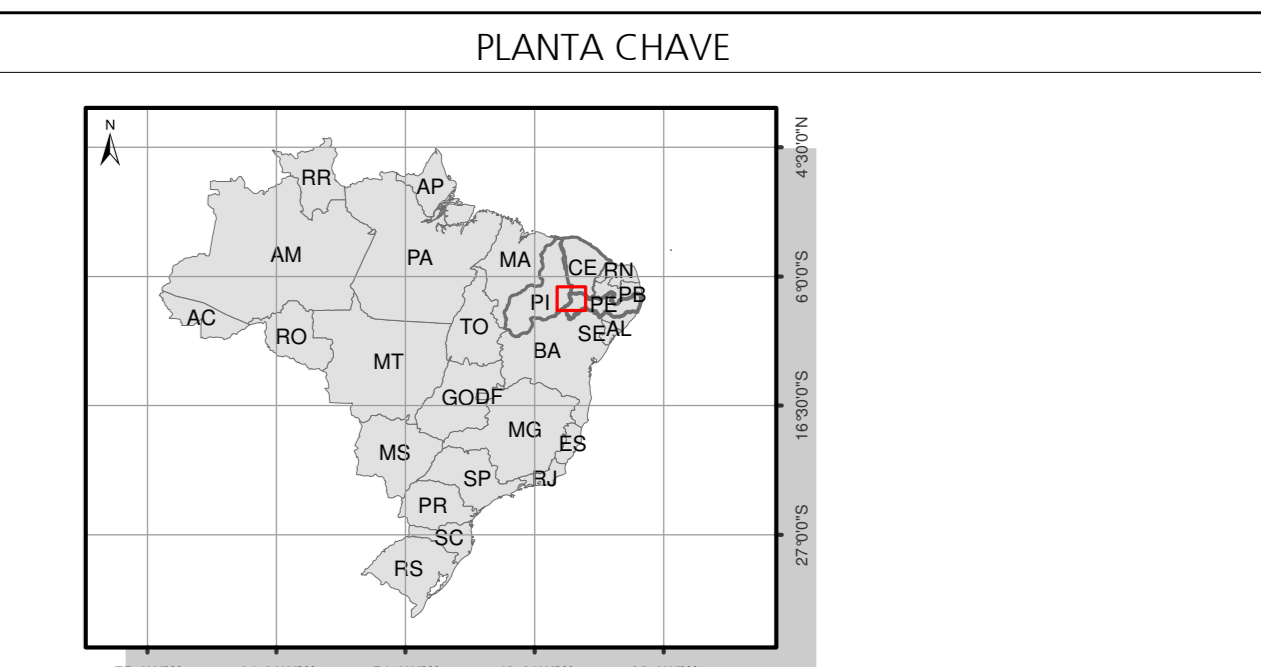 PLANTA CHAVE
N
4°30'0"N
RR
AP
AM
PA
MA
CE
RN
6°0'0"S
PI
PE
PB
AC
RO
TO
SE
AL
MT
BA
GO
DF
16°30'0"S
MG
MS
ES
SP
RJ
PR
SC
27°0'0"S
RS